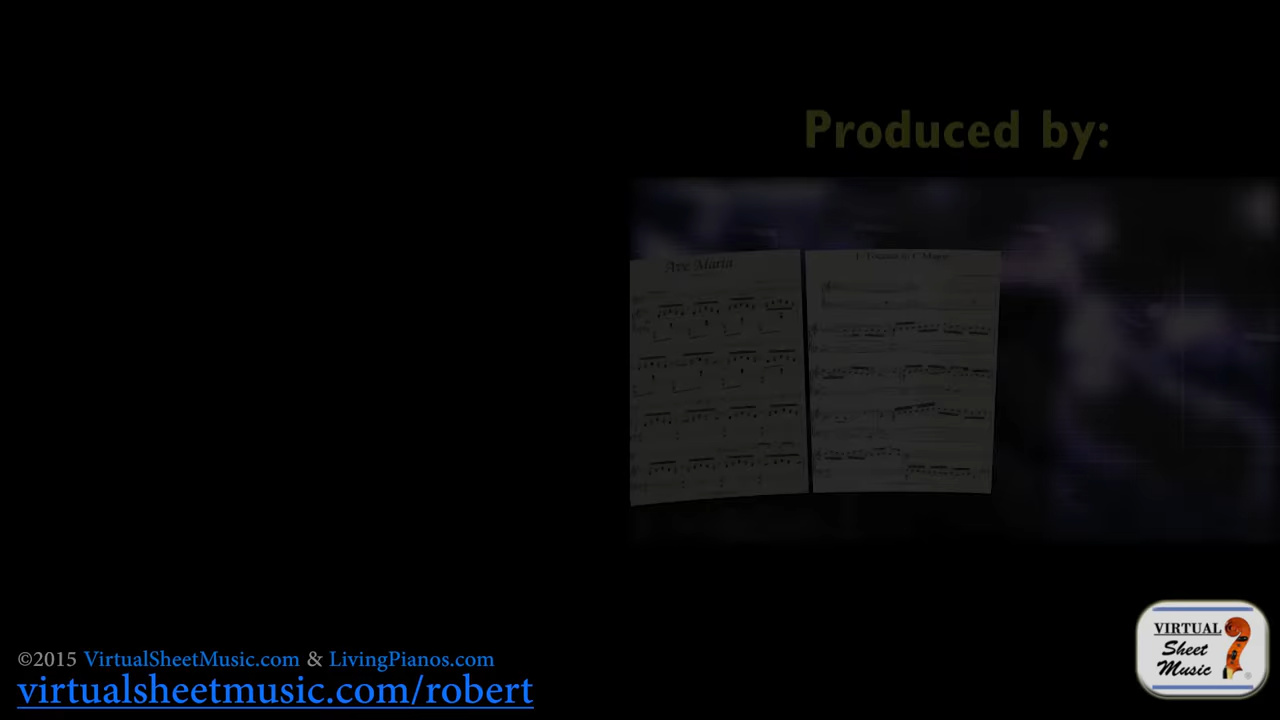 Produced by:
Ave Maria
©2015 VirtualSheetMusic.com & LivingPianos.com
virtualsheetmusic.com/robert
VIRTUAL
Sheet
Music